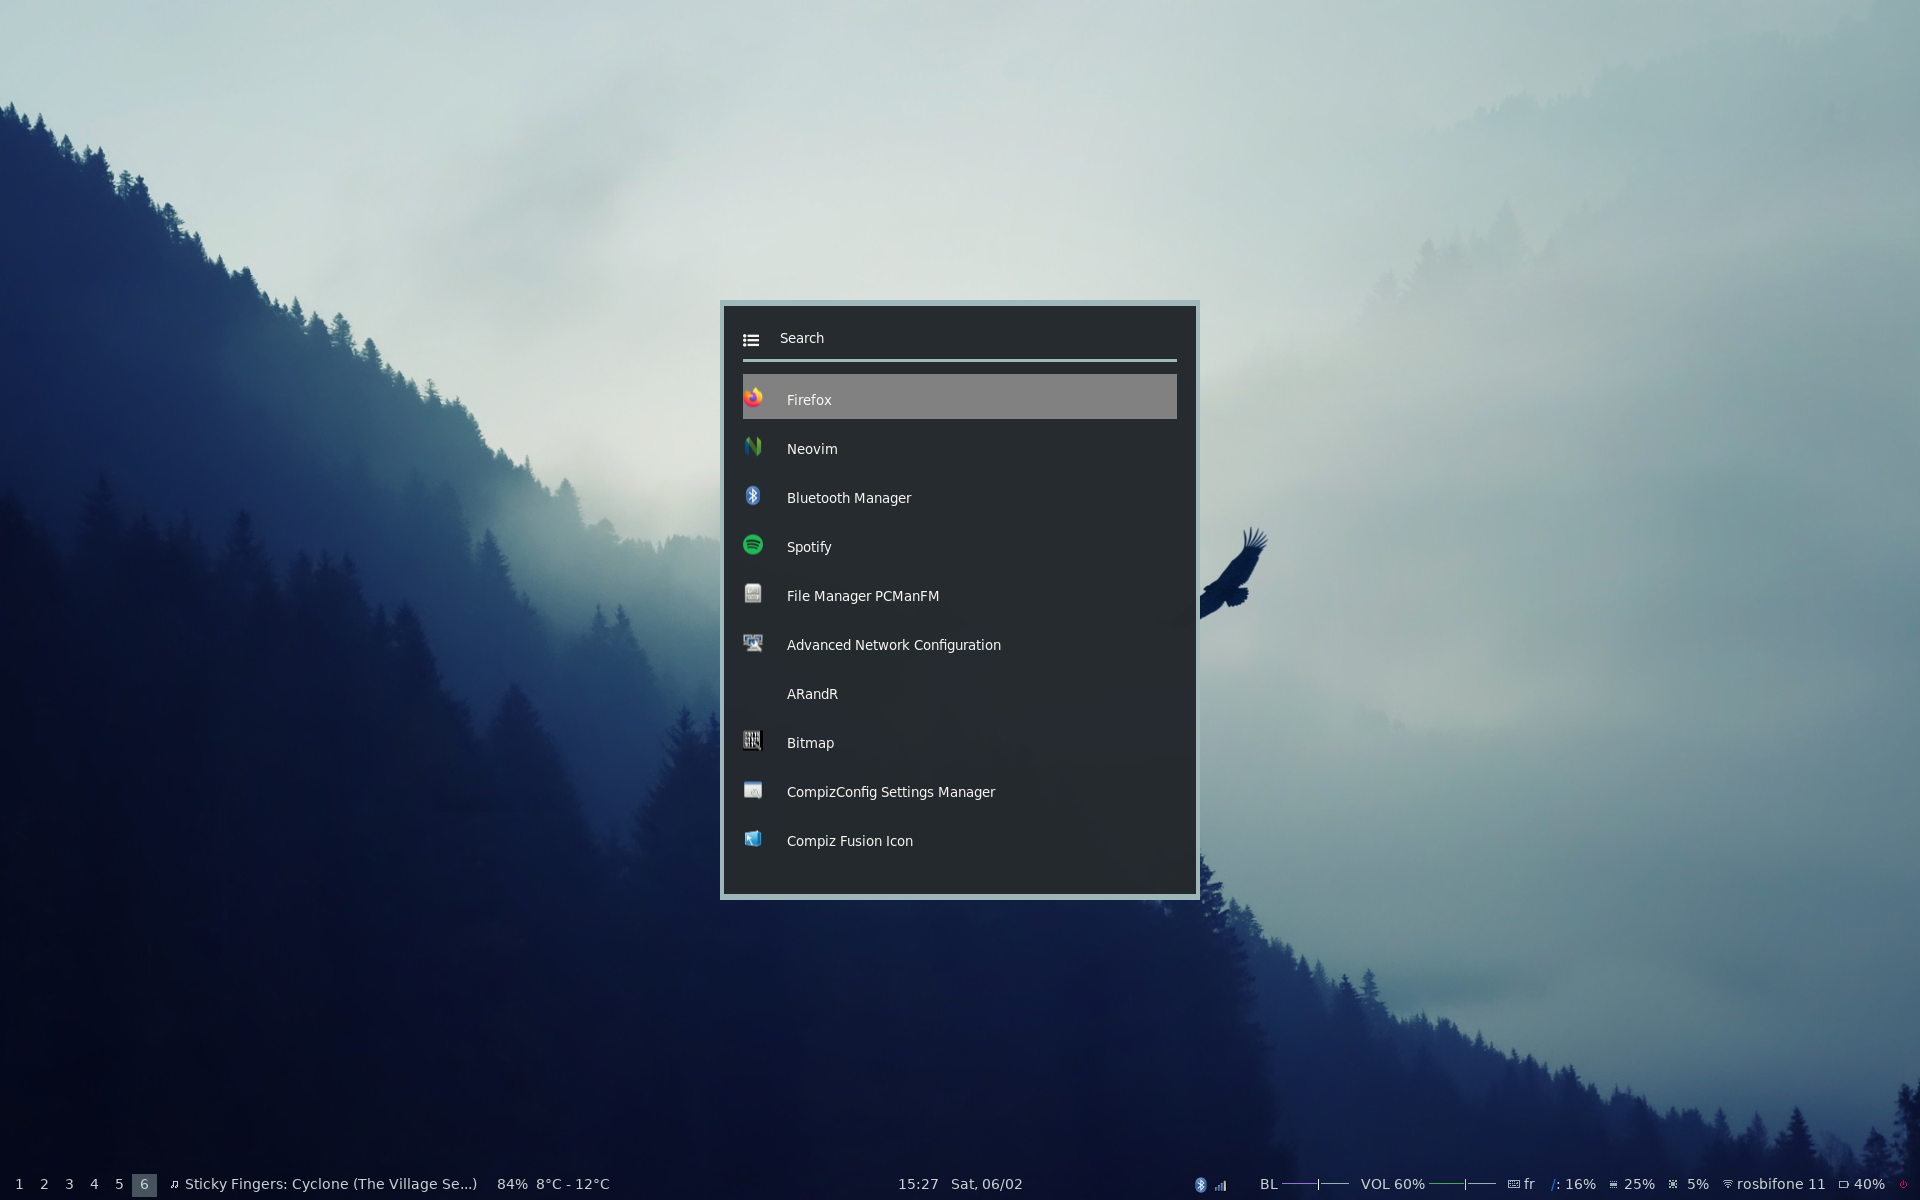 Search
Firefox
Neovim
Bluetooth Manager
Spotify
File Manager PCManFM
Advanced Network Configuration
ARandR
Bitmap
CompizConfig Settings Manager
Compiz Fusion Icon
1 2 3 4 5 6 Sticky Fingers: Cyclone (The Village Se...) 84% 8°C - 12°C 15:27 Sat, 06/02 BL VOL 60% fr /: 16% 25% 5% rosbifone 11 40%